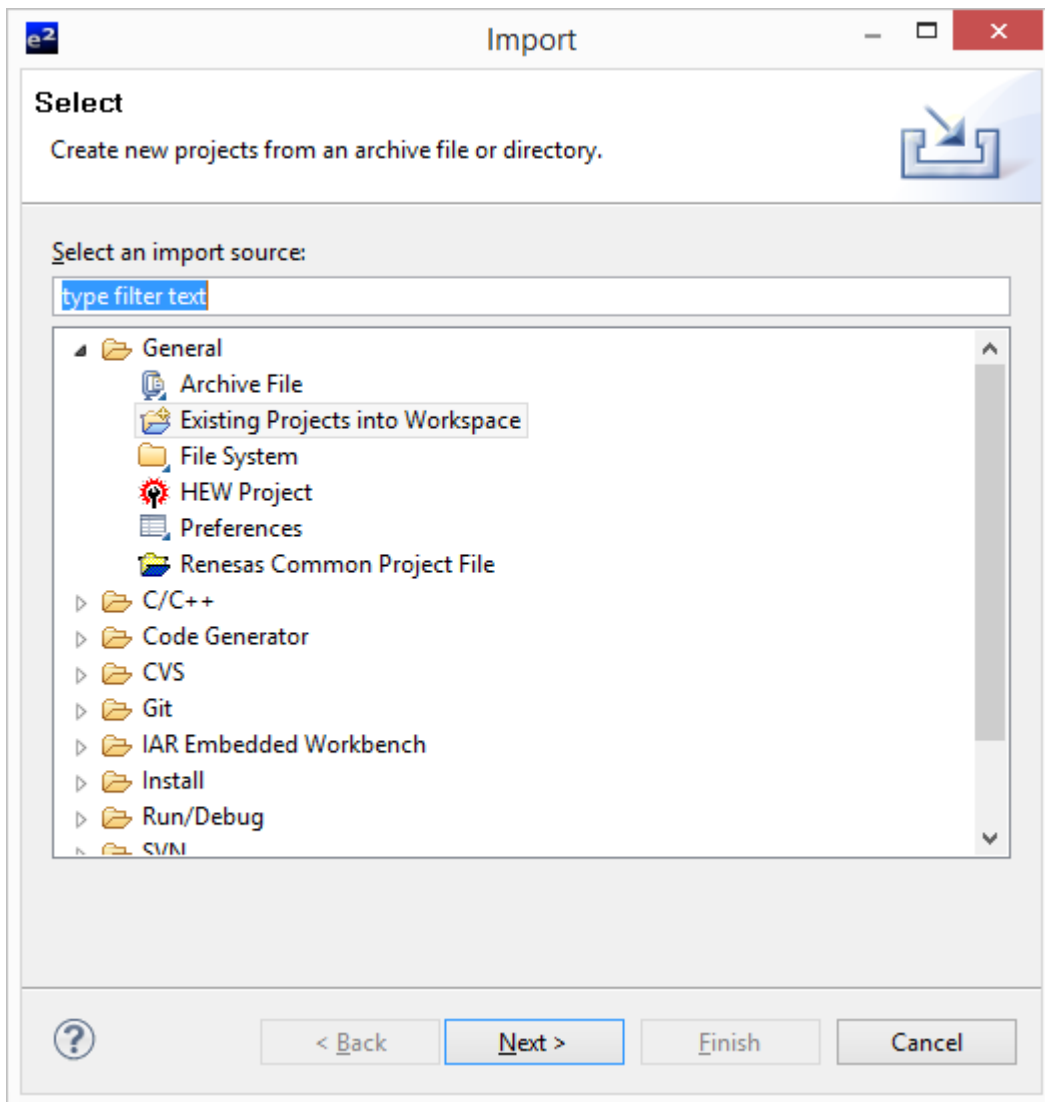 e²
Import
Select
Create new projects from an archive file or directory.
Select an import source:
type filter text
General
Archive File
Existing Projects into Workspace
File System
HEW Project
Preferences
Renesas Common Project File
C/C++
Code Generator
CVS
Git
IAR Embedded Workbench
Install
Run/Debug
SVN
< Back Next > Finish Cancel